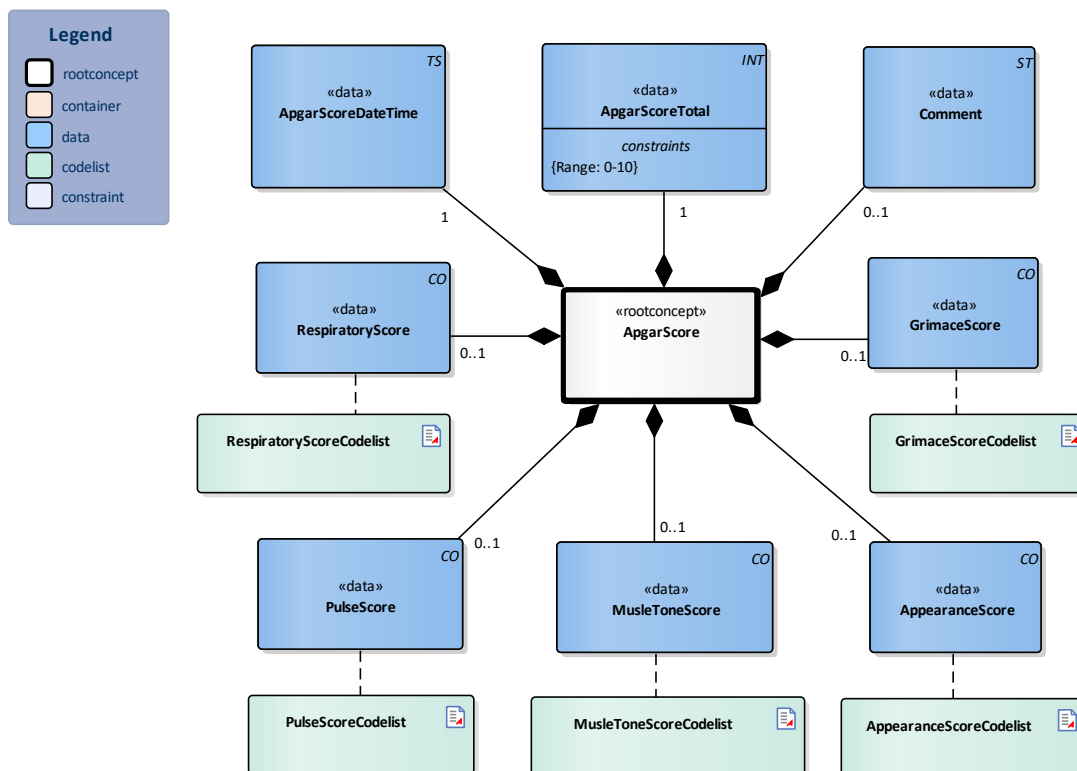 Legend
rootconcept
container
data
codelist
constraint
TS
«data»
ApgarScoreDateTime
INT
«data»
ApgarScoreTotal
constraints
{Range: 0-10}
ST
«data»
Comment
1
1
0..1
CO
«data»
RespiratoryScore
0..1
«rootconcept»
ApgarScore
CO
«data»
GrimaceScore
0..1
RespiratoryScoreCodelist
GrimaceScoreCodelist
0..1
0..1
0..1
CO
«data»
PulseScore
CO
«data»
MusleToneScore
CO
«data»
AppearanceScore
PulseScoreCodelist
MusleToneScoreCodelist
AppearanceScoreCodelist